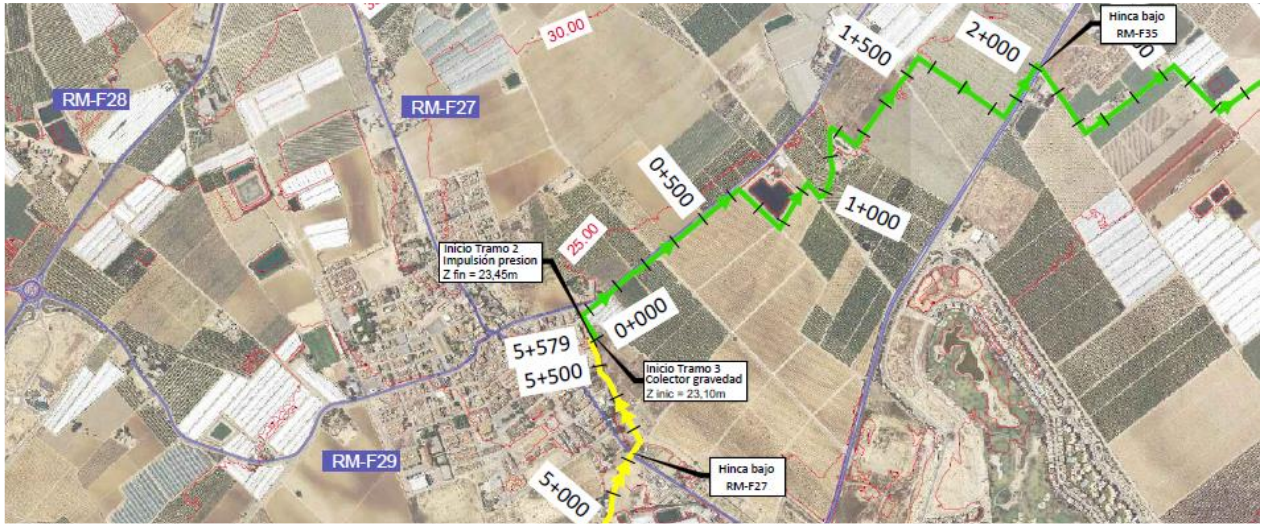 30.00
1+500
2+000
Hinca bajo
RM-F35
RM-F28
RM-F27
0+500
1+000
25.00
Inicio Tramo 2
Impulsión presion
Z fin = 23,45m
0+000
5+579
5+500
Inicio Tramo 3
Colector gravedad
Z inic = 23,10m
RM-F29
5+000
Hinca bajo
RM-F27